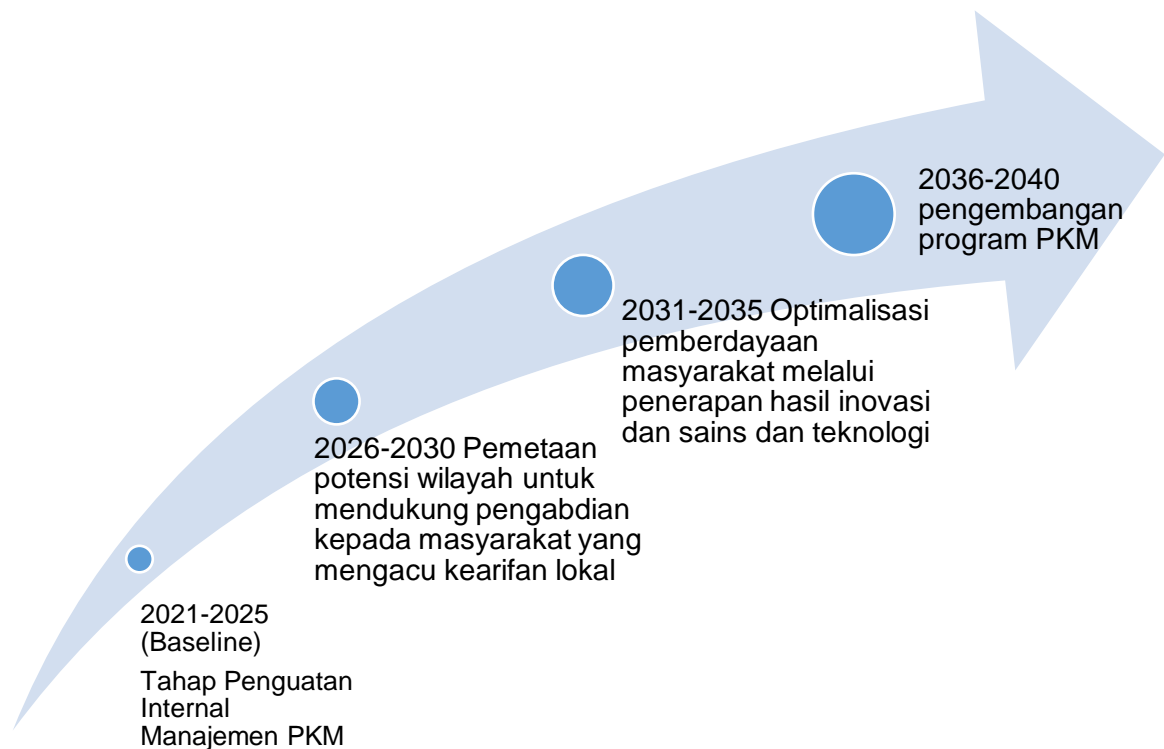 2021-2025
(Baseline)
Tahap Penguatan
Internal
Manajemen PKM
2026-2030 Pemetaan
potensi wilayah untuk
mendukung pengabdian
kepada masyarakat yang
mengacu kearifan lokal
2031-2035 Optimalisasi
pemberdayaan
masyarakat melalui
penerapan hasil inovasi
dan sains dan teknologi
2036-2040
pengembangan
program PKM